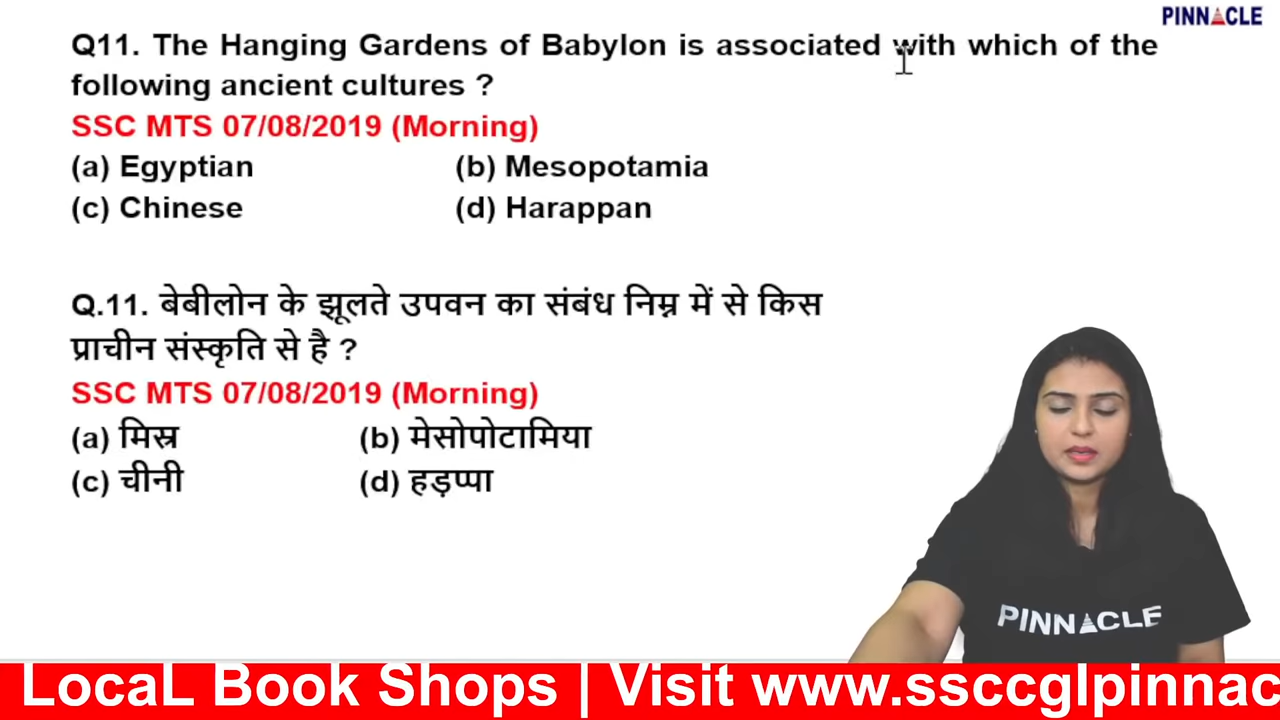 PINNACLE
Q11. The Hanging Gardens of Babylon is associated with which of the
following ancient cultures ?
SSC MTS 07/08/2019 (Morning)
(a) Egyptian (b) Mesopotamia
(c) Chinese (d) Harappan
Q.11. बेबीलोन के झूलते उपवन का संबंध निम्न में से किस
प्राचीन संस्कृति से है ?
SSC MTS 07/08/2019 (Morning)
(a) मिस्र (b) मेसोपोटामिया
(c) चीनी (d) हड़प्पा
PINNACLE
LocaL Book Shops | Visit www.ssccglpinnac